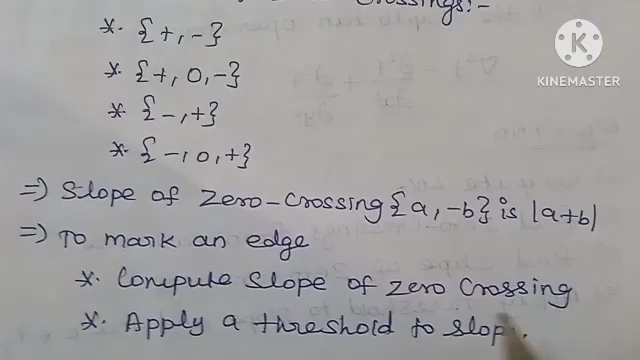 Crossings:-
*. {+, -}
*. {+, 0, -}
*. {-, +}
*. {-, 0, +}
=) Slope of Zero-Crossing {a, -b} is |a+b|
=) To mark an edge
*. Compute Slope of zero Crossing
*. Apply a threshold to
K
KINEMASTER